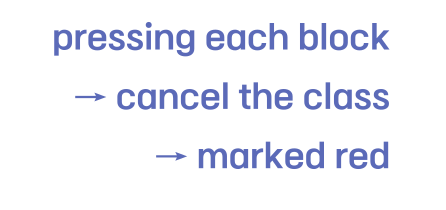 pressing each block
→ cancel the class
→ marked red